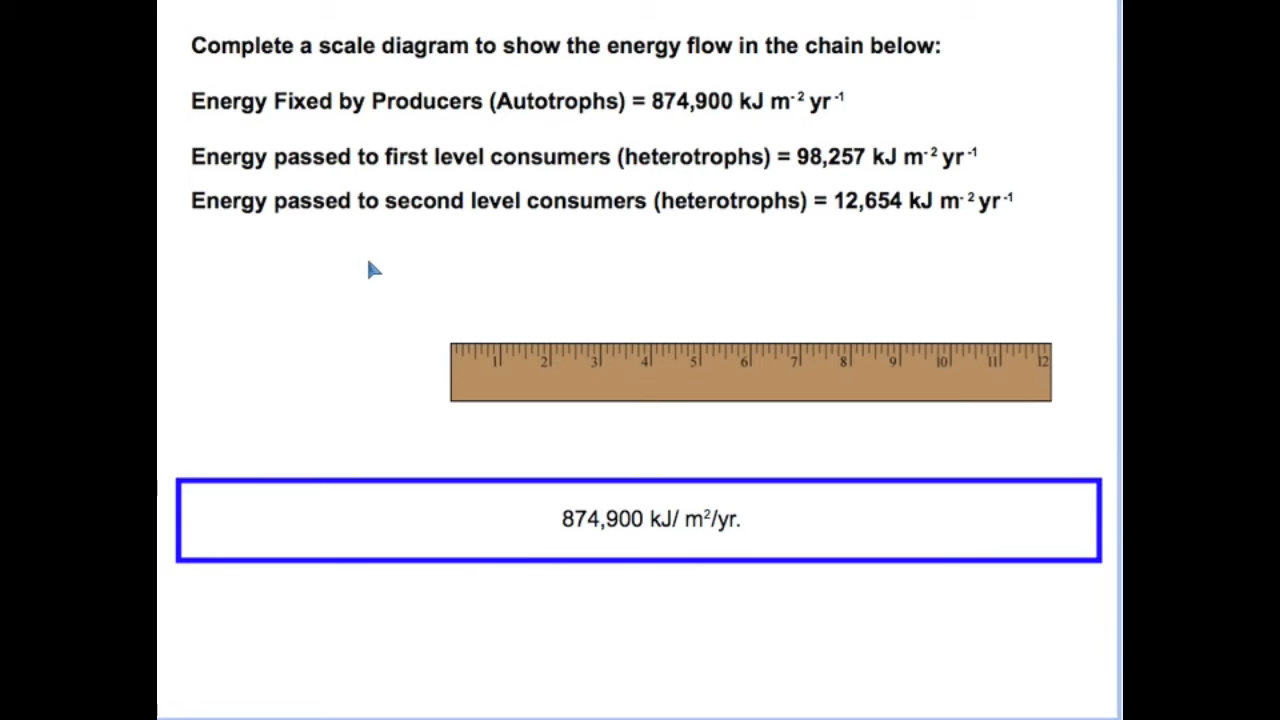 Complete a scale diagram to show the energy flow in the chain below:
Energy Fixed by Producers (Autotrophs) = 874,900 kJ m⁻² yr⁻¹
Energy passed to first level consumers (heterotrophs) = 98,257 kJ m⁻² yr⁻¹
Energy passed to second level consumers (heterotrophs) = 12,654 kJ m⁻² yr⁻¹
1 2 3 4 5 6 7 8 9 10 11 12
874,900 kJ/ m²/yr.